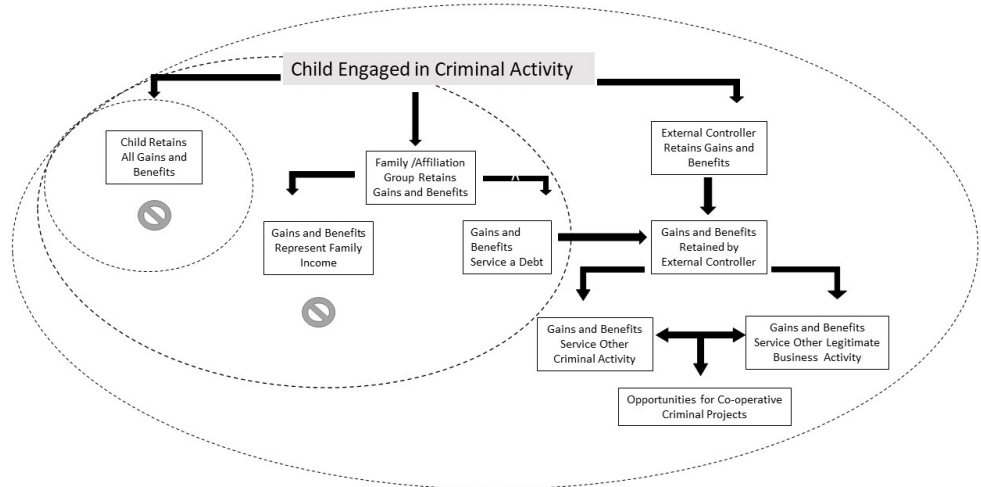 Child Engaged in Criminal Activity
Child Retains
All Gains and
Benefits
Family /Affiliation
Group Retains
Gains and Benefits
External Controller
Retains Gains and
Benefits
Gains and Benefits
Represent Family
Income
Gains and
Benefits
Service a Debt
Gains and Benefits
Retained by
External Controller
Gains and Benefits
Service Other
Criminal Activity
Gains and Benefits
Service Other Legitimate
Business Activity
Opportunities for Co-operative
Criminal Projects